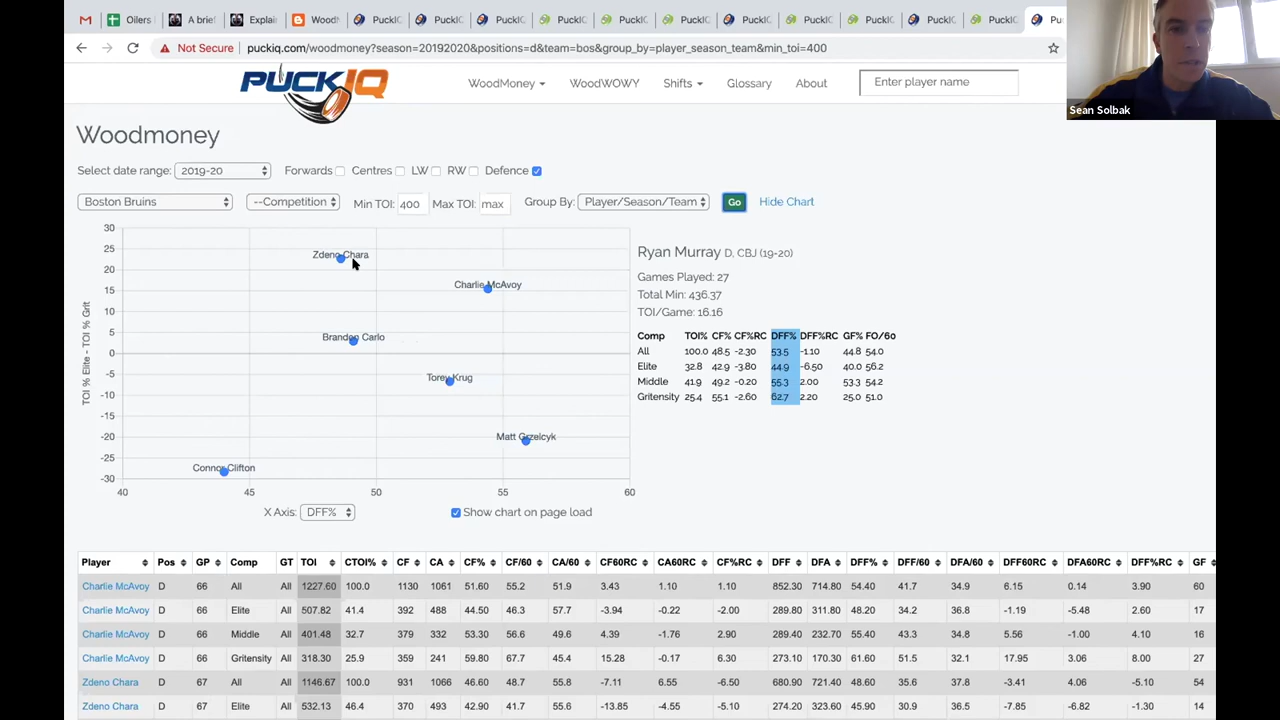 Oilers
A brief
Explai
Woodm
PuckIQ
PuckI
PuckIQ
PuckI
PuckI
PuckI
PuckIQ
PuckI
PuckI
PuckIQ
PuckIQ
Pu
Not Secure
puckiq.com/woodmoney?season=20192020&positions=d&team=bos&group_by=player_season_team&min_toi=400
PUCKIQ
WoodMoney
WoodWOWY
Shifts
Glossary
About
Enter player name
Sean Solbak
Woodmoney
Select date range: 2019-20 Forwards Centres LW RW Defence
Boston Bruins --Competition Min TOI: 400 Max TOI: max Group By: Player/Season/Team Go Hide Chart
30
25
20
15
10
5
0
-5
-10
-15
-20
-25
-30
TOI % Elite - TOI % Grit
Zdeno Chara
Charlie McAvoy
Brandon Carlo
Torey Krug
Matt Grzelcyk
Connor Clifton
40 45 50 55 60
X Axis: DFF% Show chart on page load
Ryan Murray D, CBJ (19-20)
Games Played: 27
Total Min: 436.37
TOI/Game: 16.16
Comp TOI% CF% CF%RC DFF% DFF%RC GF% FO/60
All 100.0 48.5 -2.30 53.5 -1.10 44.8 54.0
Elite 32.8 42.9 -3.80 44.9 -6.50 40.0 56.2
Middle 41.9 49.2 -0.20 55.3 2.00 53.3 54.2
Gritensity 25.4 55.1 -2.60 62.7 2.20 25.0 51.0
Player Pos GP Comp GT TOI CTOI% CF CA CF% CF/60 CA/60 CF60RC CA60RC CF%RC DFF DFA DFF% DFF/60 DFA/60 DFF60RC DFA60RC DFF%RC GF
Charlie McAvoy D 66 All All 1227.60 100.0 1130 1061 51.60 55.2 51.9 3.43 1.10 1.10 852.30 714.80 54.40 41.7 34.9 6.15 0.14 3.90 60
Charlie McAvoy D 66 Elite All 507.82 41.4 392 488 44.50 46.3 57.7 -3.94 -0.22 -2.00 289.80 311.80 48.20 34.2 36.8 -1.19 -5.48 2.60 17
Charlie McAvoy D 66 Middle All 401.48 32.7 379 332 53.30 56.6 49.6 4.39 -1.76 2.90 289.40 232.70 55.40 43.3 34.8 5.56 -1.00 4.10 16
Charlie McAvoy D 66 Gritensity All 318.30 25.9 359 241 59.80 67.7 45.4 15.28 -0.17 6.30 273.10 170.30 61.60 51.5 32.1 17.95 3.06 8.00 27
Zdeno Chara D 67 All All 1146.67 100.0 931 1066 46.60 48.7 55.8 -7.11 6.55 -6.50 680.90 721.40 48.60 35.6 37.8 -3.41 4.06 -5.10 54
Zdeno Chara D 67 Elite All 532.13 46.4 370 493 42.90 41.7 55.6 -13.85 -4.55 -5.10 274.20 323.60 45.90 30.9 36.5 -7.85 -6.82 -1.30 14